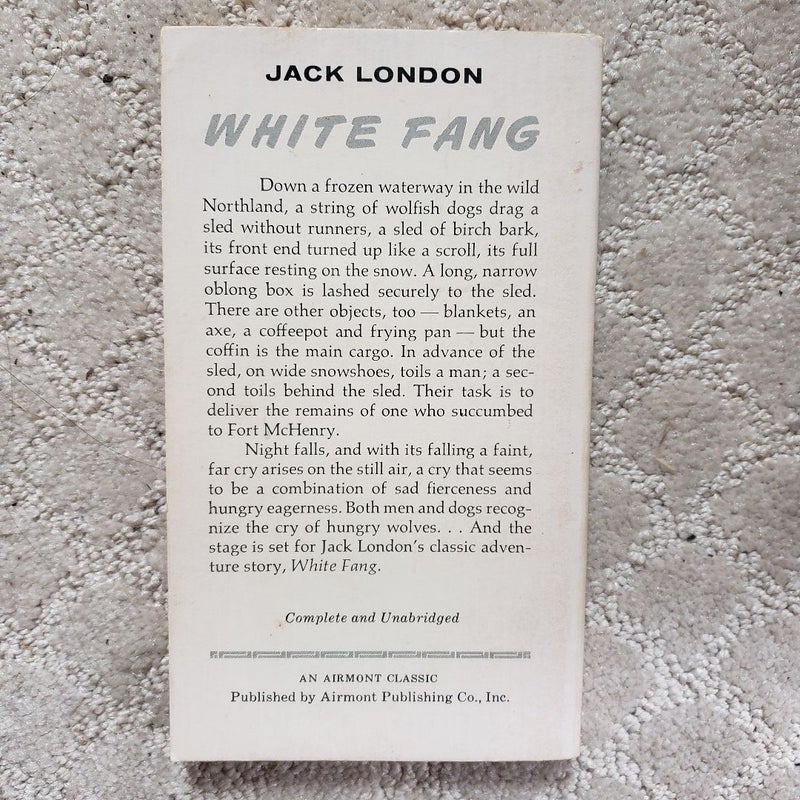 JACK LONDON
WHITE FANG
Down a frozen waterway in the wild
Northland, a string of wolfish dogs drag a
sled without runners, a sled of birch bark,
its front end turned up like a scroll, its full
surface resting on the snow. A long, narrow
oblong box is lashed securely to the sled.
There are other objects, too — blankets, an
axe, a coffeepot and frying pan — but the
coffin is the main cargo. In advance of the
sled, on wide snowshoes, toils a man; a sec-
ond toils behind the sled. Their task is to
deliver the remains of one who succumbed
to Fort McHenry.
Night falls, and with its falling a faint,
far cry arises on the still air, a cry that seems
to be a combination of sad fierceness and
hungry eagerness. Both men and dogs recog-
nize the cry of hungry wolves. . . And the
stage is set for Jack London's classic adven-
ture story, White Fang.
Complete and Unabridged
AN AIRMONT CLASSIC
Published by Airmont Publishing Co., Inc.